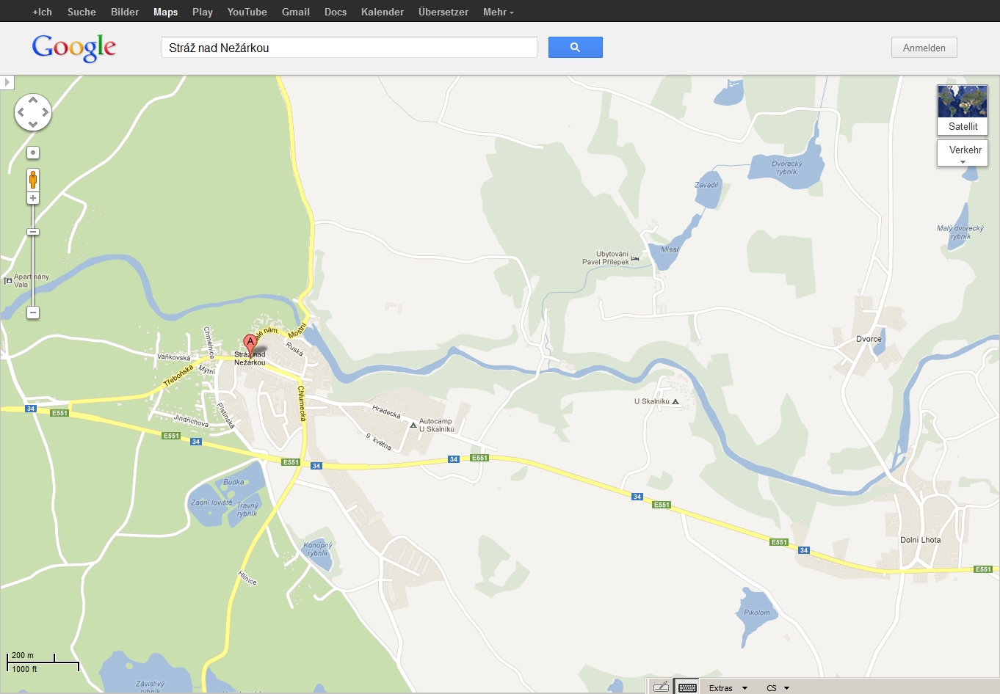 +Ich Suche Bilder Maps Play YouTube Gmail Docs Kalender Übersetzer Mehr
Google
Stráž nad Nežárkou
Anmelden
Satellit
Verkehr
Dvorecký
rybník
Zavadil
Malý dvorecký
rybník
Mísař
Ubytování
Pavel Přílepek
Apartmány
Vala
Mostní
Ruská
Chmelnice
A
Stráž nad
Nežárkou
Vaňkovská
Mýtní
Třeboňská
Dvorce
Chlumecká
U Skalníků
Hradecká
Autocamp
U Skalníků
9. května
Pístinská
Jindřichova
34
E551
E551
34
E551
34
34
E551
Budka
Zadní loviště
Travný
rybník
34
E551
Konopný
rybník
E551
34
Dolní Lhota
E551
Hlinice
Pikolom
200 m
1000 ft
Závistivý
rybník
Extras
CS